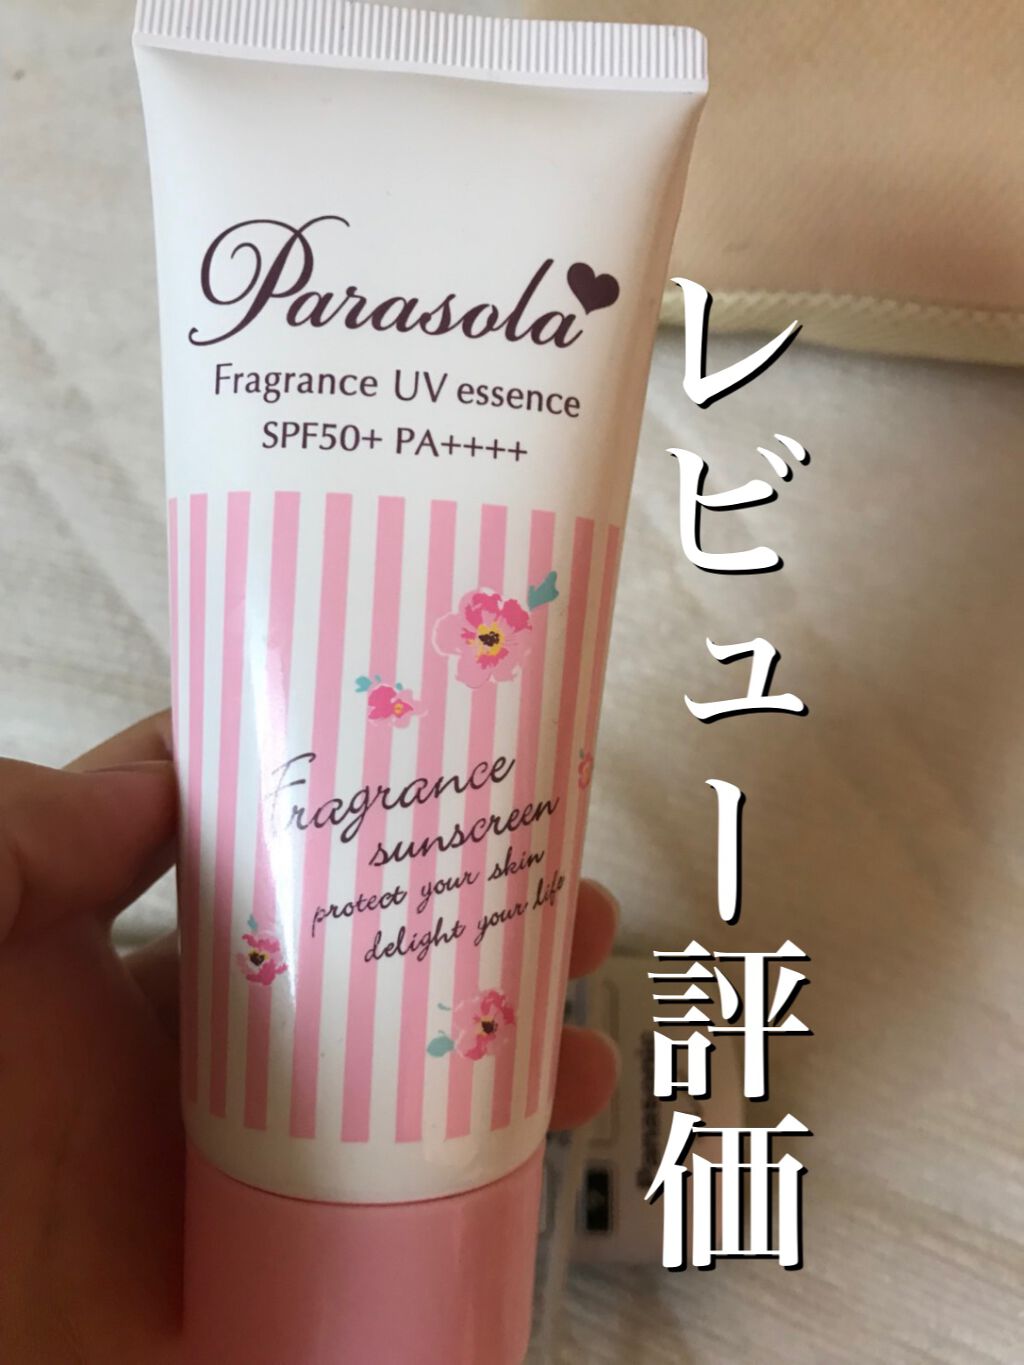 Parasola
Fragrance UV essence
SPF50+ PA++++
Fragrance
sunscreen
protect your skin
delight your life
レビュー評価